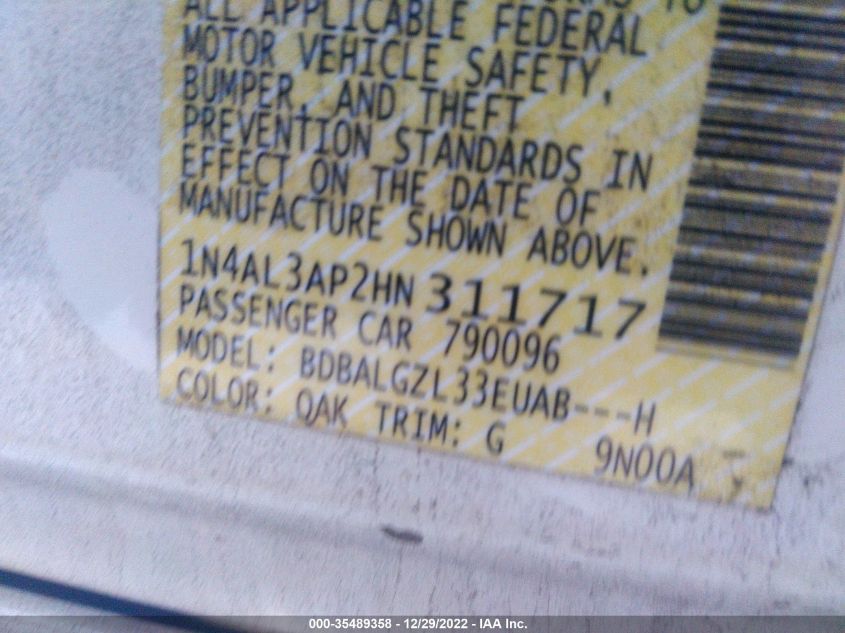 ALL APPLICABLE FEDERAL
MOTOR VEHICLE SAFETY,
BUMPER, AND THEFT
PREVENTION STANDARDS IN
EFFECT ON THE DATE OF
MANUFACTURE SHOWN ABOVE.
1N4AL3AP2HN 311717
PASSENGER CAR 790096
MODEL: BDBALGZL33EUAB---H
COLOR: QAK TRIM: G 9N00A
000-35489358 - 12/29/2022 - IAA Inc.